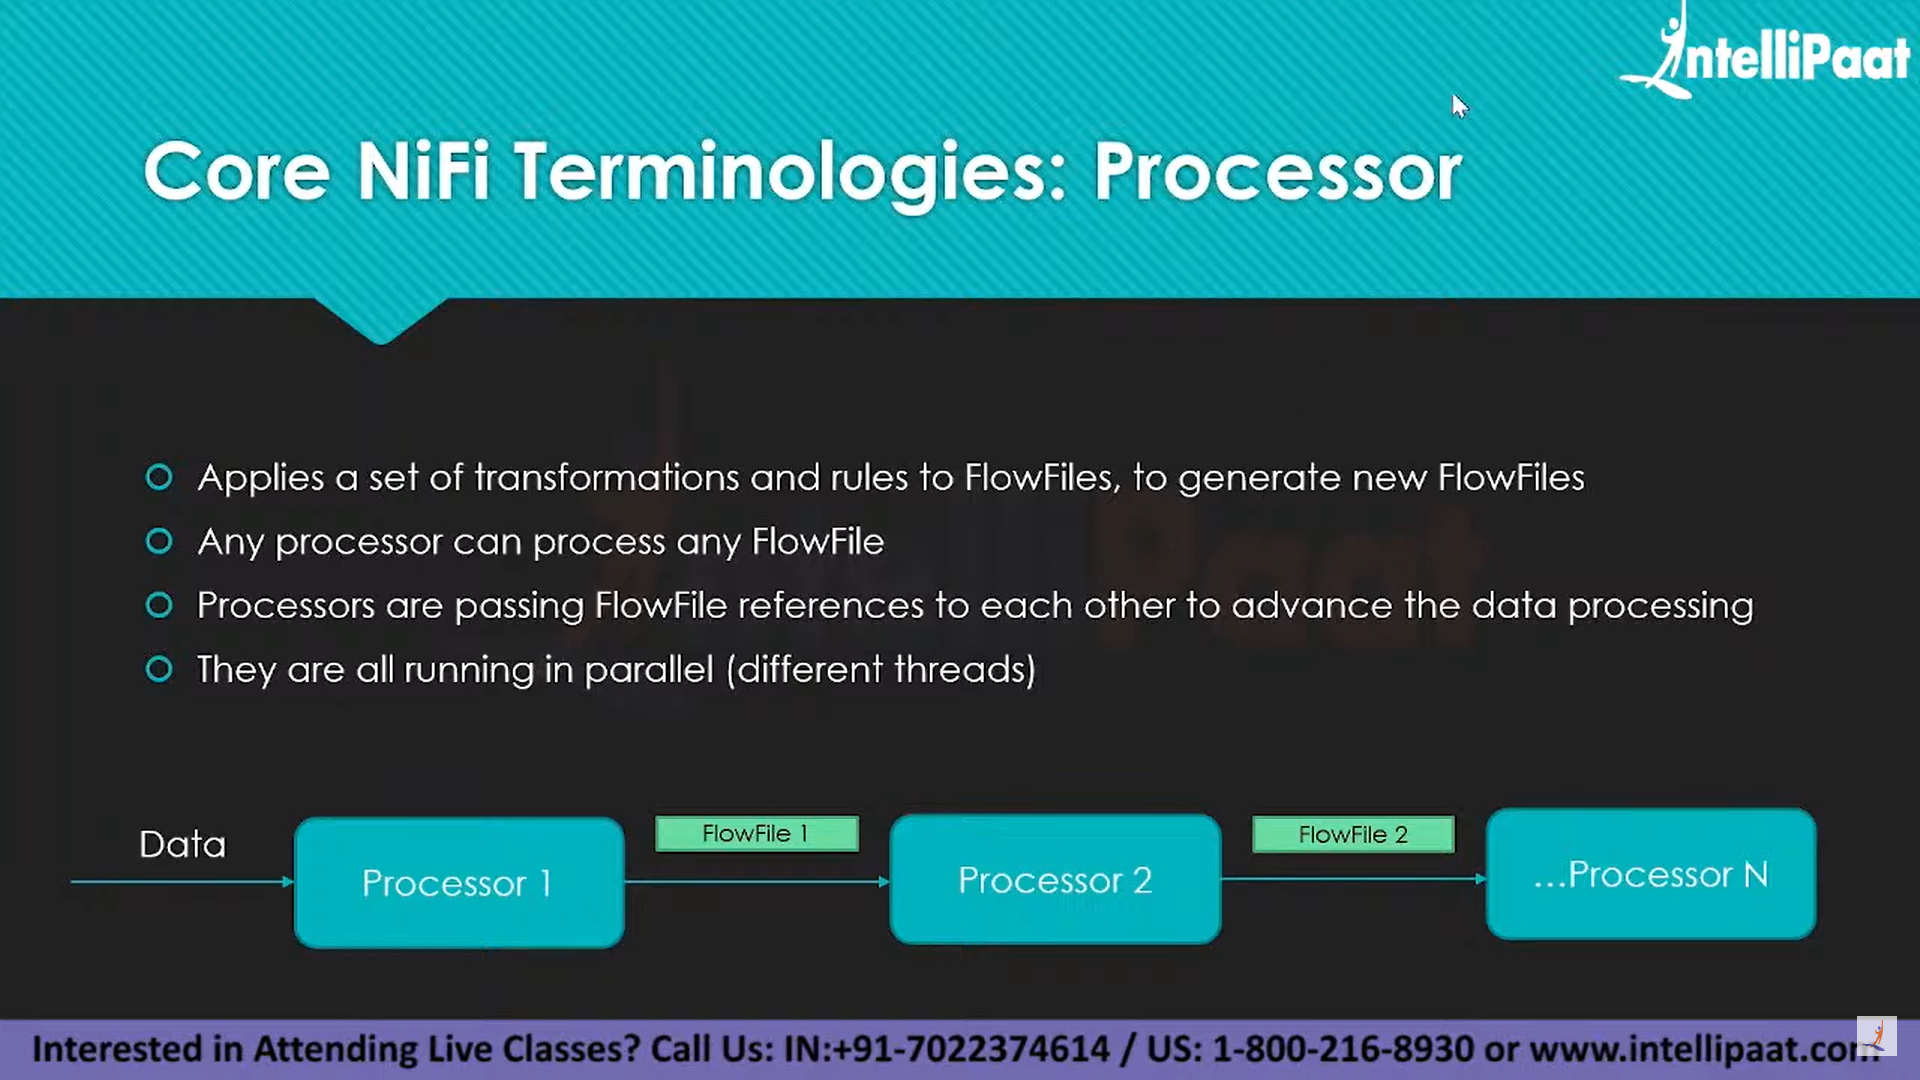 IntelliPaat
Core NiFi Terminologies: Processor
Applies a set of transformations and rules to FlowFiles, to generate new FlowFiles
Any processor can process any FlowFile
Processors are passing FlowFile references to each other to advance the data processing
They are all running in parallel (different threads)
Data
Processor 1
FlowFile 1
Processor 2
FlowFile 2
...Processor N
Interested in Attending Live Classes? Call Us: IN:+91-7022374614 / US: 1-800-216-8930 or www.intellipaat.com